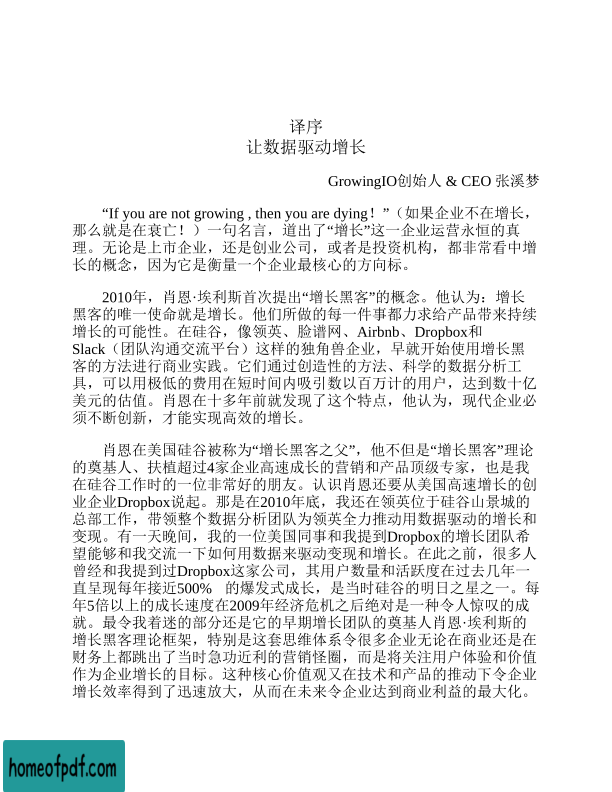 译序
让数据驱动增长
GrowingIO创始人 & CEO 张溪梦
“If you are not growing , then you are dying！”（如果企业不在增长，
那么就是在衰亡！）一句名言，道出了“增长”这一企业运营永恒的真
理。无论是上市企业，还是创业公司，或者是投资机构，都非常看中增
长的概念，因为它是衡量一个企业最核心的方向标。
2010年，肖恩·埃利斯首次提出“增长黑客”的概念。他认为：增长
黑客的唯一使命就是增长。他们所做的每一件事都力求给产品带来持续
增长的可能性。在硅谷，像领英、脸谱网、Airbnb、Dropbox和
Slack（团队沟通交流平台）这样的独角兽企业，早就开始使用增长黑
客的方法进行商业实践。它们通过创造性的方法、科学的数据分析工
具，可以用极低的费用在短时间内吸引数以百万计的用户，达到数十亿
美元的估值。肖恩在十多年前就发现了这个特点，他认为，现代企业必
须不断创新，才能实现高效的增长。
肖恩在美国硅谷被称为“增长黑客之父”，他不但是“增长黑客”理论
的奠基人、扶植超过4家企业高速成长的营销和产品顶级专家，也是我
在硅谷工作时的一位非常好的朋友。认识肖恩还要从美国高速增长的创
业企业Dropbox说起。那是在2010年底，我还在领英位于硅谷山景城的
总部工作，带领整个数据分析团队为领英全力推动用数据驱动的增长和
变现。有一天晚间，我的一位美国同事和我提到Dropbox的增长团队希
望能够和我交流一下如何用数据来驱动变现和增长。在此之前，很多人
曾经和我提到过Dropbox这家公司，其用户数量和活跃度在过去几年一
直呈现每年接近500%　的爆发式成长，是当时硅谷的明日之星之一。每
年5倍以上的成长速度在2009年经济危机之后绝对是一种令人惊叹的成
就。最令我着迷的部分还是它的早期增长团队的奠基人肖恩·埃利斯的
增长黑客理论框架，特别是这套思维体系令很多企业无论在商业还是在
财务上都跳出了当时急功近利的营销怪圈，而是将关注用户体验和价值
作为企业增长的目标。这种核心价值观又在技术和产品的推动下令企业
增长效率得到了迅速放大，从而在未来令企业达到商业利益的最大化。
homeofpdf.com